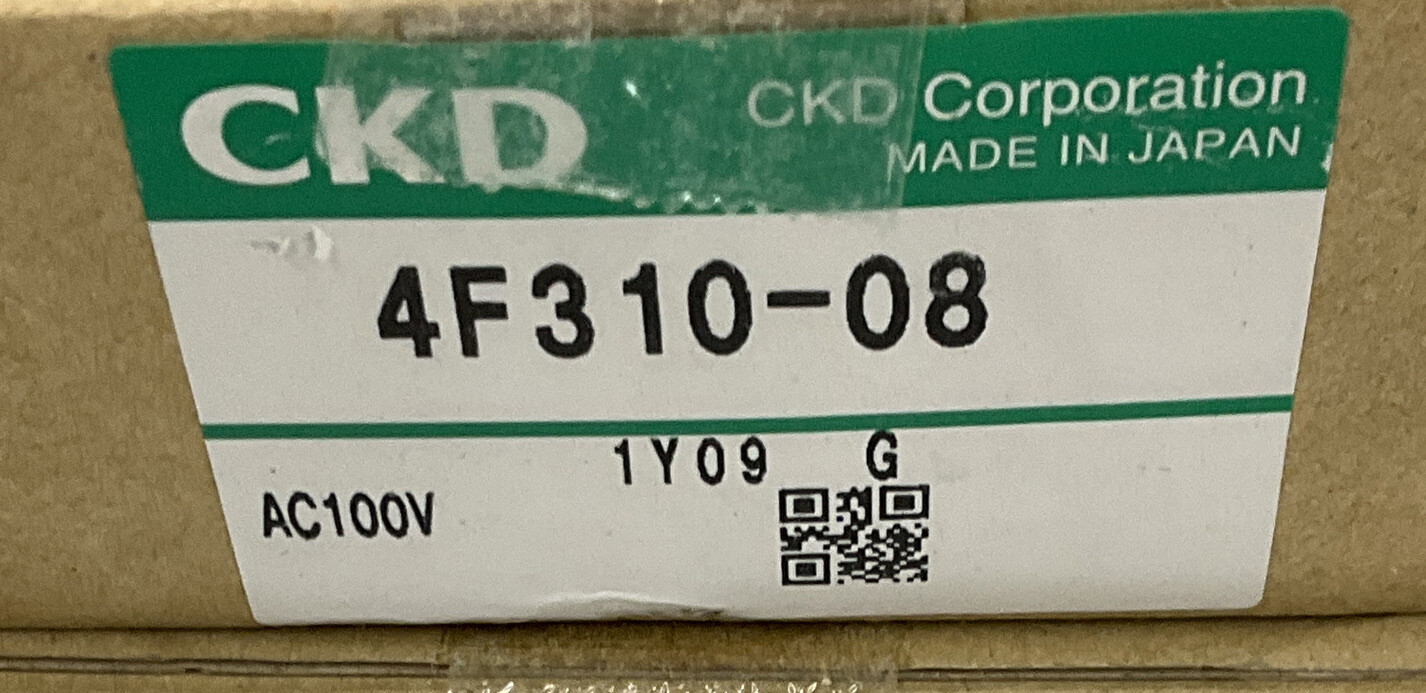 CKD
CKD Corporation
MADE IN JAPAN
4F310-08
1Y09 G
AC100V